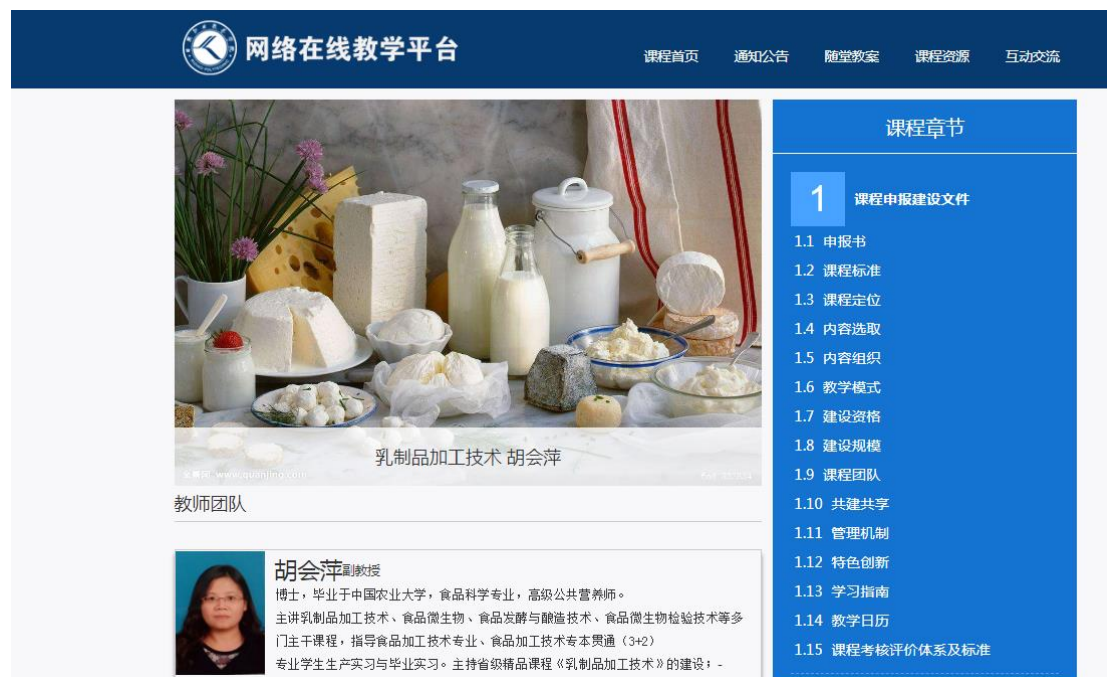 网络在线教学平台
课程首页 通知公告 随堂教案 课程资源 互动交流
乳制品加工技术 胡会萍
www.quanjing.com
教师团队
胡会萍副教授
博士，毕业于中国农业大学，食品科学专业，高级公共营养师。
主讲乳制品加工技术、食品微生物、食品发酵与酿造技术、食品微生物检验技术等多
门主干课程，指导食品加工技术专业、食品加工技术专本贯通（3+2）
专业学生生产实习与毕业实习。主持省级精品课程《乳制品加工技术》的建设；-
课程章节
1 课程申报建设文件
1.1 申报书
1.2 课程标准
1.3 课程定位
1.4 内容选取
1.5 内容组织
1.6 教学模式
1.7 建设资格
1.8 建设规模
1.9 课程团队
1.10 共建共享
1.11 管理机制
1.12 特色创新
1.13 学习指南
1.14 教学日历
1.15 课程考核评价体系及标准